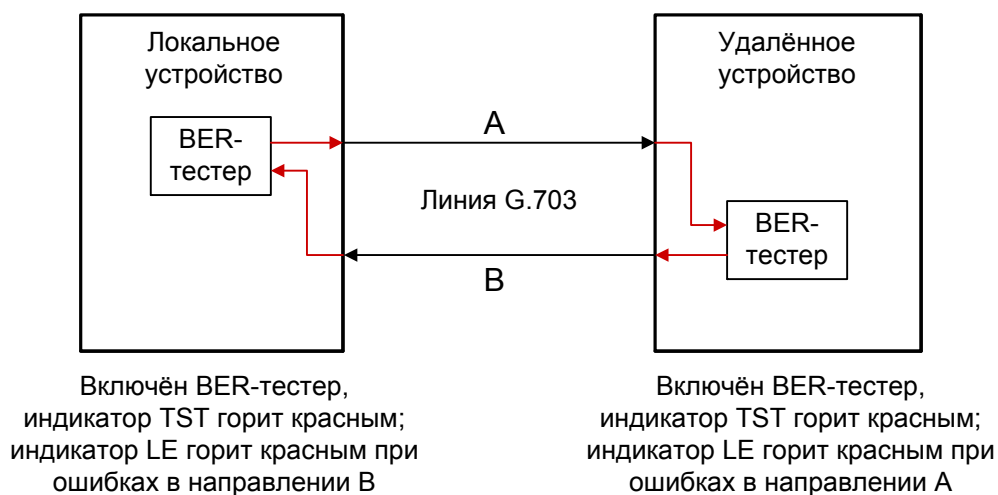 Локальное
устройство
Удалённое
устройство
A
BER-
тестер
Линия G.703
BER-
тестер
B
Включён BER-тестер,
индикатор TST горит красным;
индикатор LE горит красным при
ошибках в направлении B
Включён BER-тестер,
индикатор TST горит красным;
индикатор LE горит красным при
ошибках в направлении A